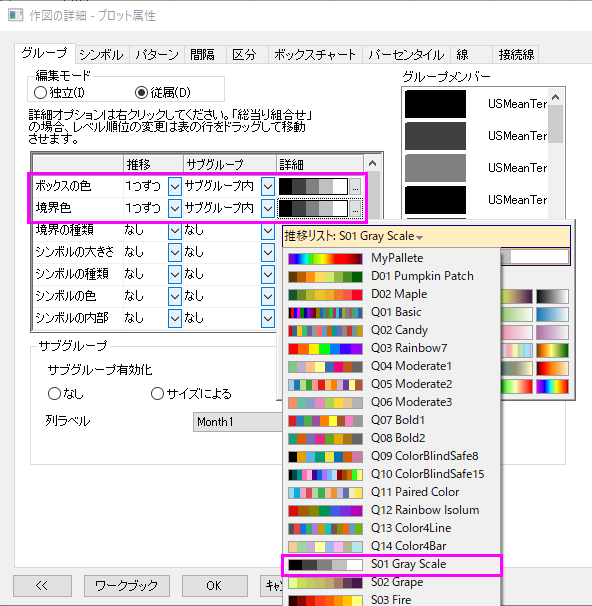 作図の詳細 - プロット属性
グループ シンボル パターン 間隔 区分 ボックスチャート パーセンタイル 線 接続線
編集モード
独立(I) 従属(D)
詳細オプションは右クリックしてください。「総当り組合せ」
の場合、レベル順位の変更は表の行をドラッグして移動
させます。
推移 サブグループ 詳細
ボックスの色 1つずつ サブグループ内 ...
境界色 1つずつ サブグループ内 ...
境界の種類 なし なし
シンボルの大きさ なし なし
シンボルの種類 なし なし
シンボルの色 なし なし
シンボルの内部 なし なし
グループメンバー
USMeanTer
USMeanTer
USMeanTer
USMeanTer
サブグループ
サブグループ有効化
なし サイズによる
列ラベル Month1
推移リスト: S01 Gray Scale
MyPallete
D01 Pumpkin Patch
D02 Maple
Q01 Basic
Q02 Candy
Q03 Rainbow7
Q04 Moderate1
Q05 Moderate2
Q06 Moderate3
Q07 Bold1
Q08 Bold2
Q09 ColorBlindSafe8
Q10 ColorBlindSafe15
Q11 Paired Color
Q12 Rainbow Isolum
Q13 Color4Line
Q14 Color4Bar
S01 Gray Scale
S02 Grape
S03 Fire
<< ワークブック OK キャン